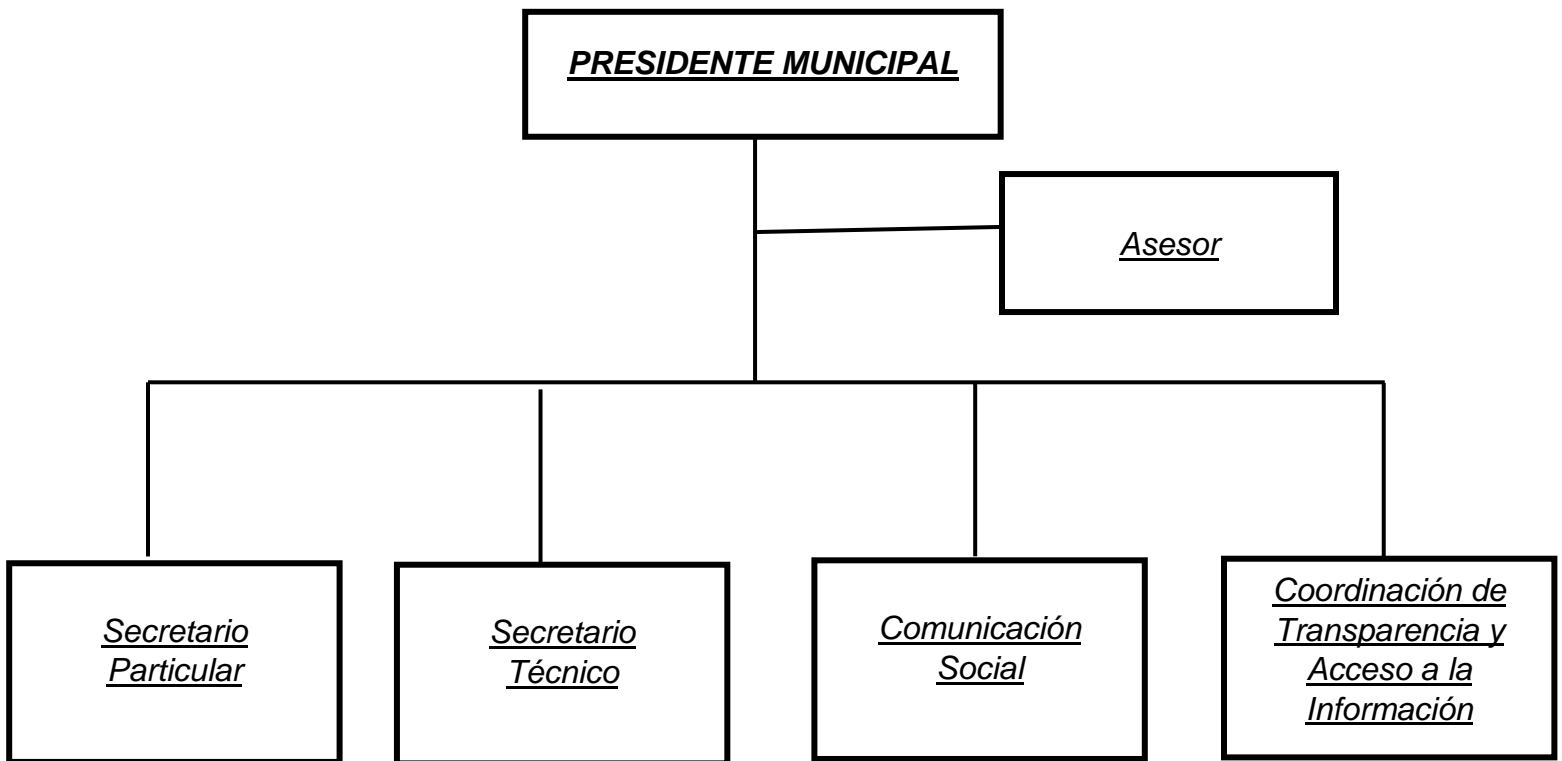 PRESIDENTE MUNICIPAL
Asesor
Secretario
Particular
Secretario
Técnico
Comunicación
Social
Coordinación de
Transparencia y
Acceso a la
Información